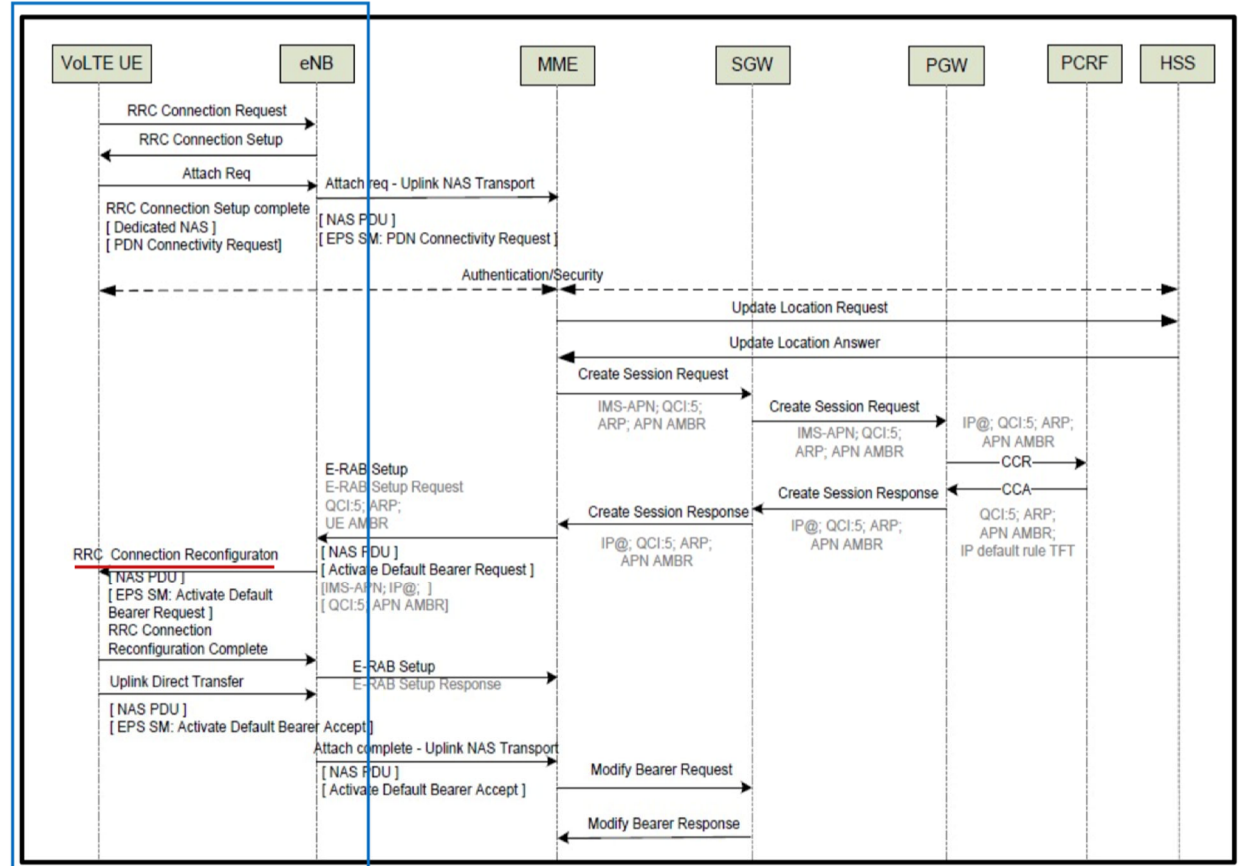 VoLTE UE
eNB
MME
SGW
PGW
PCRF
HSS
RRC Connection Request
RRC Connection Setup
Attach Req
Attach req - Uplink NAS Transport
RRC Connection Setup complete
[ Dedicated NAS ]
[ PDN Connectivity Request]
[ NAS PDU ]
[ EPS SM: PDN Connectivity Request ]
Authentication/Security
Update Location Request
Update Location Answer
Create Session Request
IMS-APN; QCI:5;
ARP; APN AMBR
Create Session Request
IMS-APN; QCI:5;
ARP; APN AMBR
IP@; QCI:5; ARP;
APN AMBR
CCR
CCA
QCI:5; ARP;
APN AMBR;
IP default rule TFT
Create Session Response
IP@; QCI:5; ARP;
APN AMBR
Create Session Response
IP@; QCI:5; ARP;
APN AMBR
E-RAB Setup
E-RAB Setup Request
QCI:5; ARP;
UE AMBR
[ NAS PDU ]
[ Activate Default Bearer Request ]
[IMS-APN; IP@; ]
[ QCI:5; APN AMBR]
RRC Connection Reconfiguraton
[ NAS PDU ]
[ EPS SM: Activate Default
Bearer Request ]
RRC Connection
Reconfiguration Complete
E-RAB Setup
E-RAB Setup Response
Uplink Direct Transfer
[ NAS PDU ]
[ EPS SM: Activate Default Bearer Accept ]
Attach complete - Uplink NAS Transport
[ NAS PDU ]
[ Activate Default Bearer Accept ]
Modify Bearer Request
Modify Bearer Response